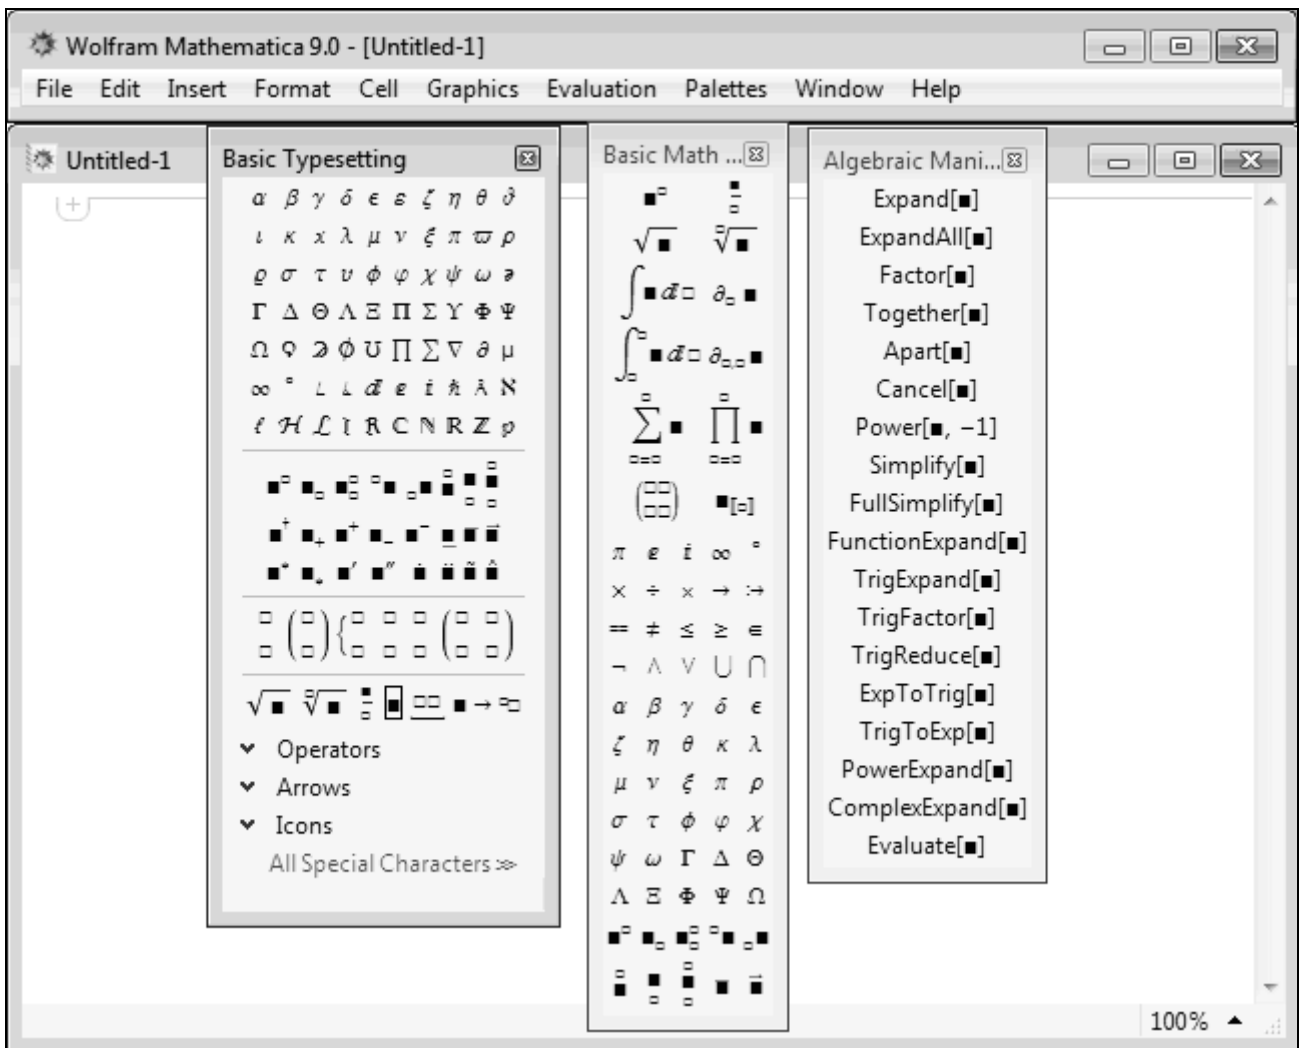 Wolfram Mathematica 9.0 - [Untitled-1]
File Edit Insert Format Cell Graphics Evaluation Palettes Window Help
Untitled-1
Basic Typesetting
α β γ δ ϵ ε ζ η θ ϑ
ι κ ϰ λ μ ν ξ π ϖ ρ
ϱ σ τ υ ϕ φ χ ψ ω
Γ Δ Θ Λ Ξ Π Σ ϒ Φ Ψ
Ω ∏ ∑ ∇ ∂ μ
∞ ° ⅆ ⅇ ⅈ ℏ Å ℵ
ℓ ℋ ℒ ℂ ℕ ℝ ℤ ℘
Operators
Arrows
Icons
All Special Characters ≫
Basic Math ...
√■ ∛■
∫■ⅆ□ ∂□ ■
∫■ⅆ□ ∂□,□ ■
∑■ ∏■
□=□ □=□
■[□]
π ⅇ ⅈ ∞ °
× ÷ × → :→
== ≠ ≤ ≥ ∈
¬ ∧ ∨ ∪ ∩
α β γ δ ϵ
ζ η θ κ λ
μ ν ξ π ρ
σ τ ϕ φ χ
ψ ω Γ Δ Θ
Λ Ξ Φ Ψ Ω
Algebraic Mani...
Expand[■]
ExpandAll[■]
Factor[■]
Together[■]
Apart[■]
Cancel[■]
Power[■, −1]
Simplify[■]
FullSimplify[■]
FunctionExpand[■]
TrigExpand[■]
TrigFactor[■]
TrigReduce[■]
ExpToTrig[■]
TrigToExp[■]
PowerExpand[■]
ComplexExpand[■]
Evaluate[■]
100%